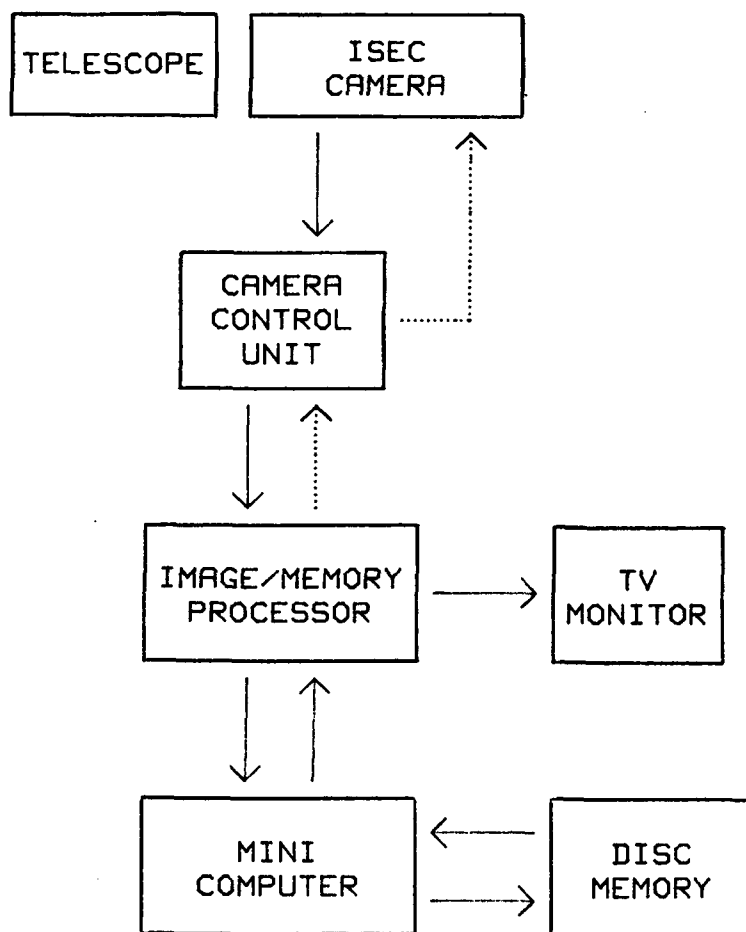 TELESCOPE
ISEC
CAMERA
CAMERA
CONTROL
UNIT
IMAGE/MEMORY
PROCESSOR
TV
MONITOR
MINI
COMPUTER
DISC
MEMORY